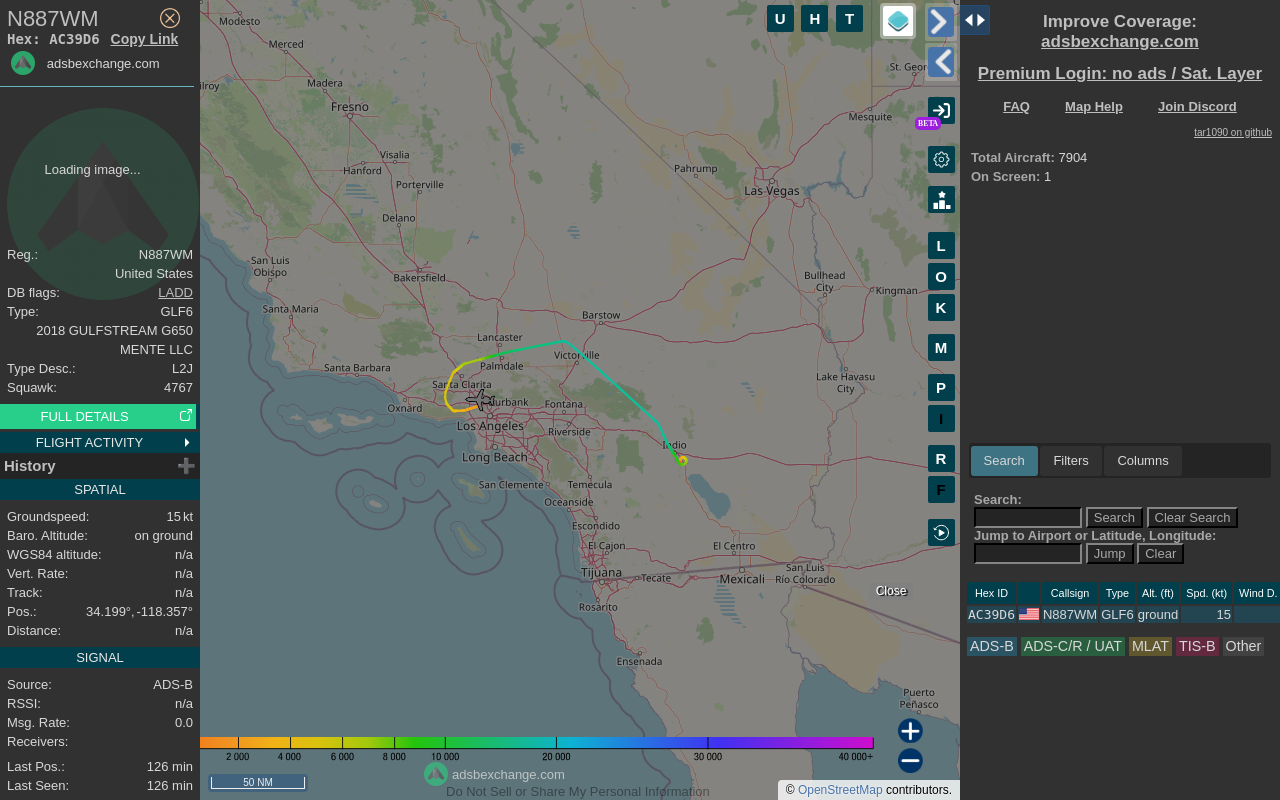 N887WM
Hex: AC39D6 Copy Link
adsbexchange.com
Loading image...
Reg.: N887WM
United States
DB flags: LADD
Type: GLF6
2018 GULFSTREAM G650
MENTE LLC
Type Desc.: L2J
Squawk: 4767
FULL DETAILS
FLIGHT ACTIVITY
History
SPATIAL
Groundspeed: 15 kt
Baro. Altitude: on ground
WGS84 altitude: n/a
Vert. Rate: n/a
Track: n/a
Pos.: 34.199°, -118.357°
Distance: n/a
SIGNAL
Source: ADS-B
RSSI: n/a
Msg. Rate: 0.0
Receivers:
Last Pos.: 126 min
Last Seen: 126 min
U H T
BETA
L
O
K
M
P
I
R
F
Modesto
Merced
Madera
Fresno
Visalia
Hanford
Porterville
Delano
San Luis
Obispo
Bakersfield
Santa Maria
Santa Barbara
Lancaster
Palmdale
Santa Clarita
Oxnard
Los Angeles
Long Beach
Barstow
Victorville
Fontana
Riverside
Indio
San Clemente
Temecula
Oceanside
Escondido
El Cajon
Tijuana
Tecate
Rosarito
Ensenada
Mexicali
El Centro
San Luis
Río Colorado
Puerto
Peñasco
Pahrump
Las Vegas
Mesquite
Bullhead
City
Kingman
Lake Havasu
City
Close
2 000 4 000 6 000 8 000 10 000 20 000 30 000 40 000+
50 NM
adsbexchange.com
Do Not Sell or Share My Personal Information
© OpenStreetMap contributors.
Improve Coverage:
adsbexchange.com
Premium Login: no ads / Sat. Layer
FAQ Map Help Join Discord
tar1090 on github
Total Aircraft: 7904
On Screen: 1
Search Filters Columns
Search:
Search Clear Search
Jump to Airport or Latitude, Longitude:
Jump Clear
Hex ID Callsign Type Alt. (ft) Spd. (kt) Wind D.
AC39D6 N887WM GLF6 ground 15
ADS-B ADS-C/R / UAT MLAT TIS-B Other